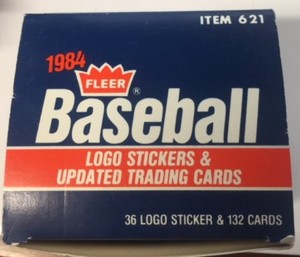 ITEM 621
1984
FLEER
®
Baseball
LOGO STICKERS &
UPDATED TRADING CARDS
36 LOGO STICKER & 132 CARDS